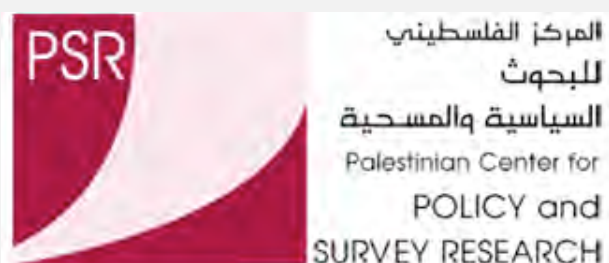 PSR
المركز الفلسطيني
للبحوث
السياسية والمسحية
Palestinian Center for
POLICY and
SURVEY RESEARCH